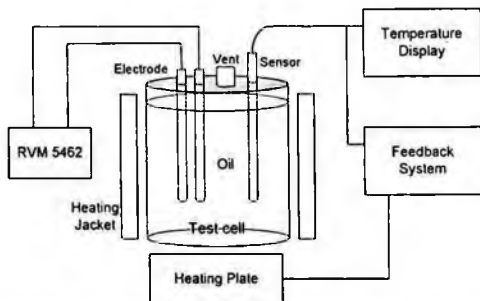 Temperature
Display
Vent
Electrode
Sensor
RVM 5462
Oil
Feedback
System
Heating
Jacket
Test cell
Heating Plate